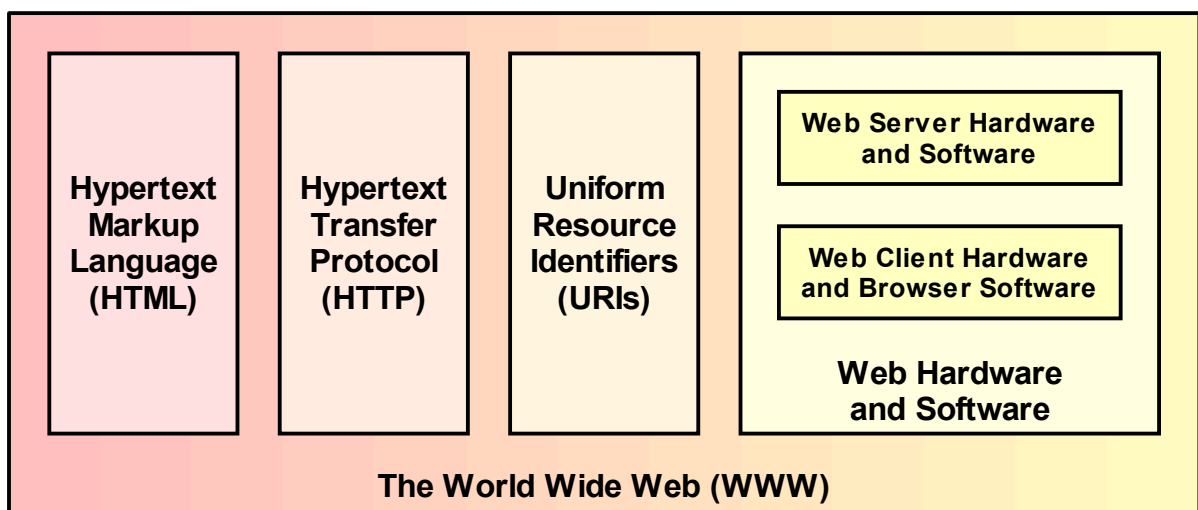 Hypertext
Markup
Language
(HTML)
Hypertext
Transfer
Protocol
(HTTP)
Uniform
Resource
Identifiers
(URIs)
Web Server Hardware
and Software
Web Client Hardware
and Browser Software
Web Hardware
and Software
The World Wide Web (WWW)